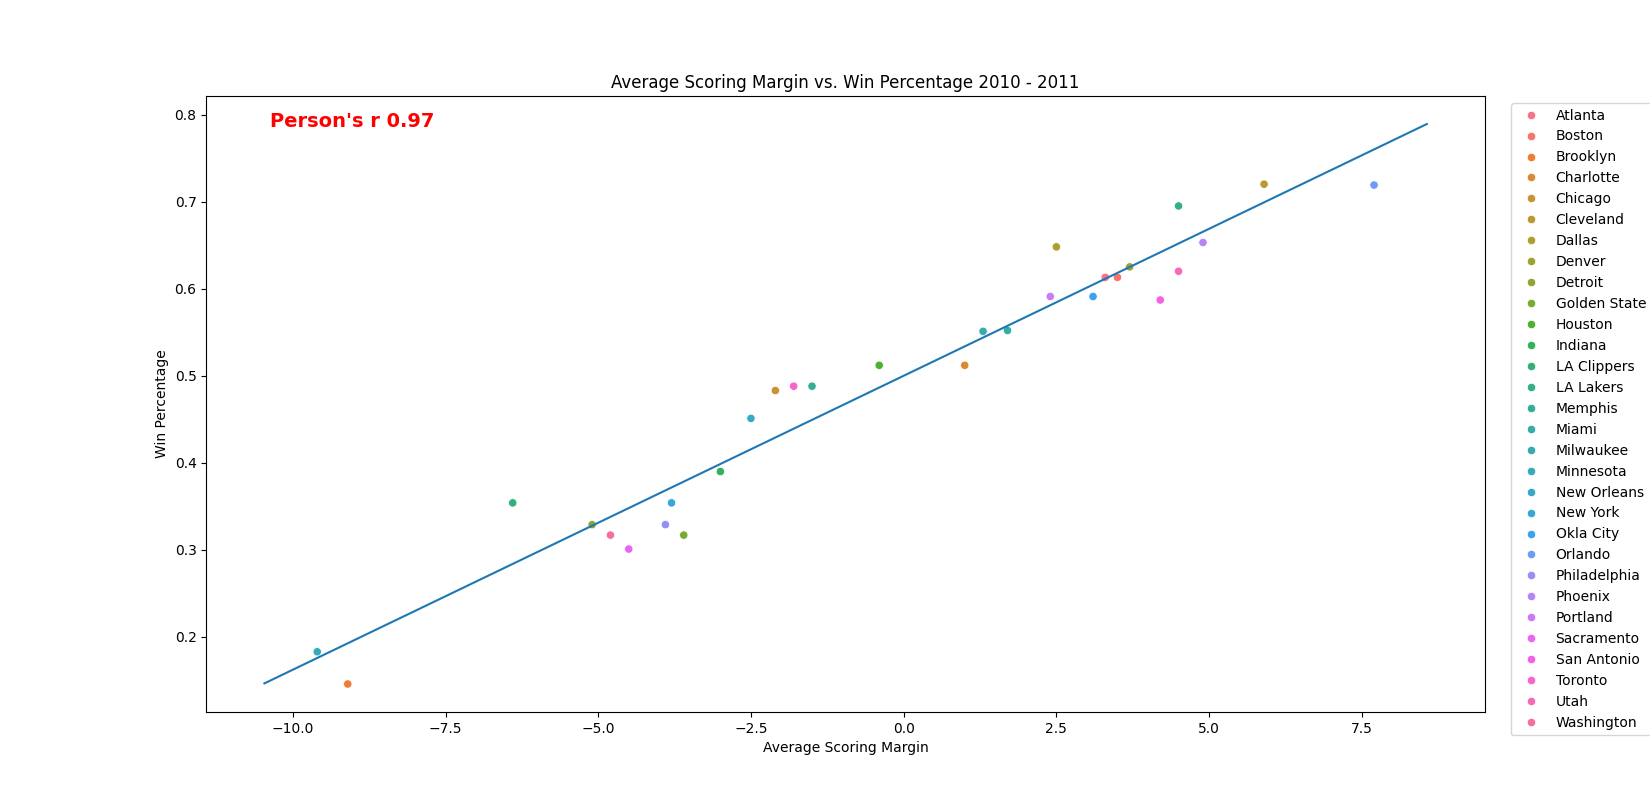 Average Scoring Margin vs. Win Percentage 2010 - 2011
Person's r 0.97
0.8
0.7
0.6
0.5
0.4
0.3
0.2
Win Percentage
−10.0
−7.5
−5.0
−2.5
0.0
2.5
5.0
7.5
Average Scoring Margin
Atlanta
Boston
Brooklyn
Charlotte
Chicago
Cleveland
Dallas
Denver
Detroit
Golden State
Houston
Indiana
LA Clippers
LA Lakers
Memphis
Miami
Milwaukee
Minnesota
New Orleans
New York
Okla City
Orlando
Philadelphia
Phoenix
Portland
Sacramento
San Antonio
Toronto
Utah
Washington